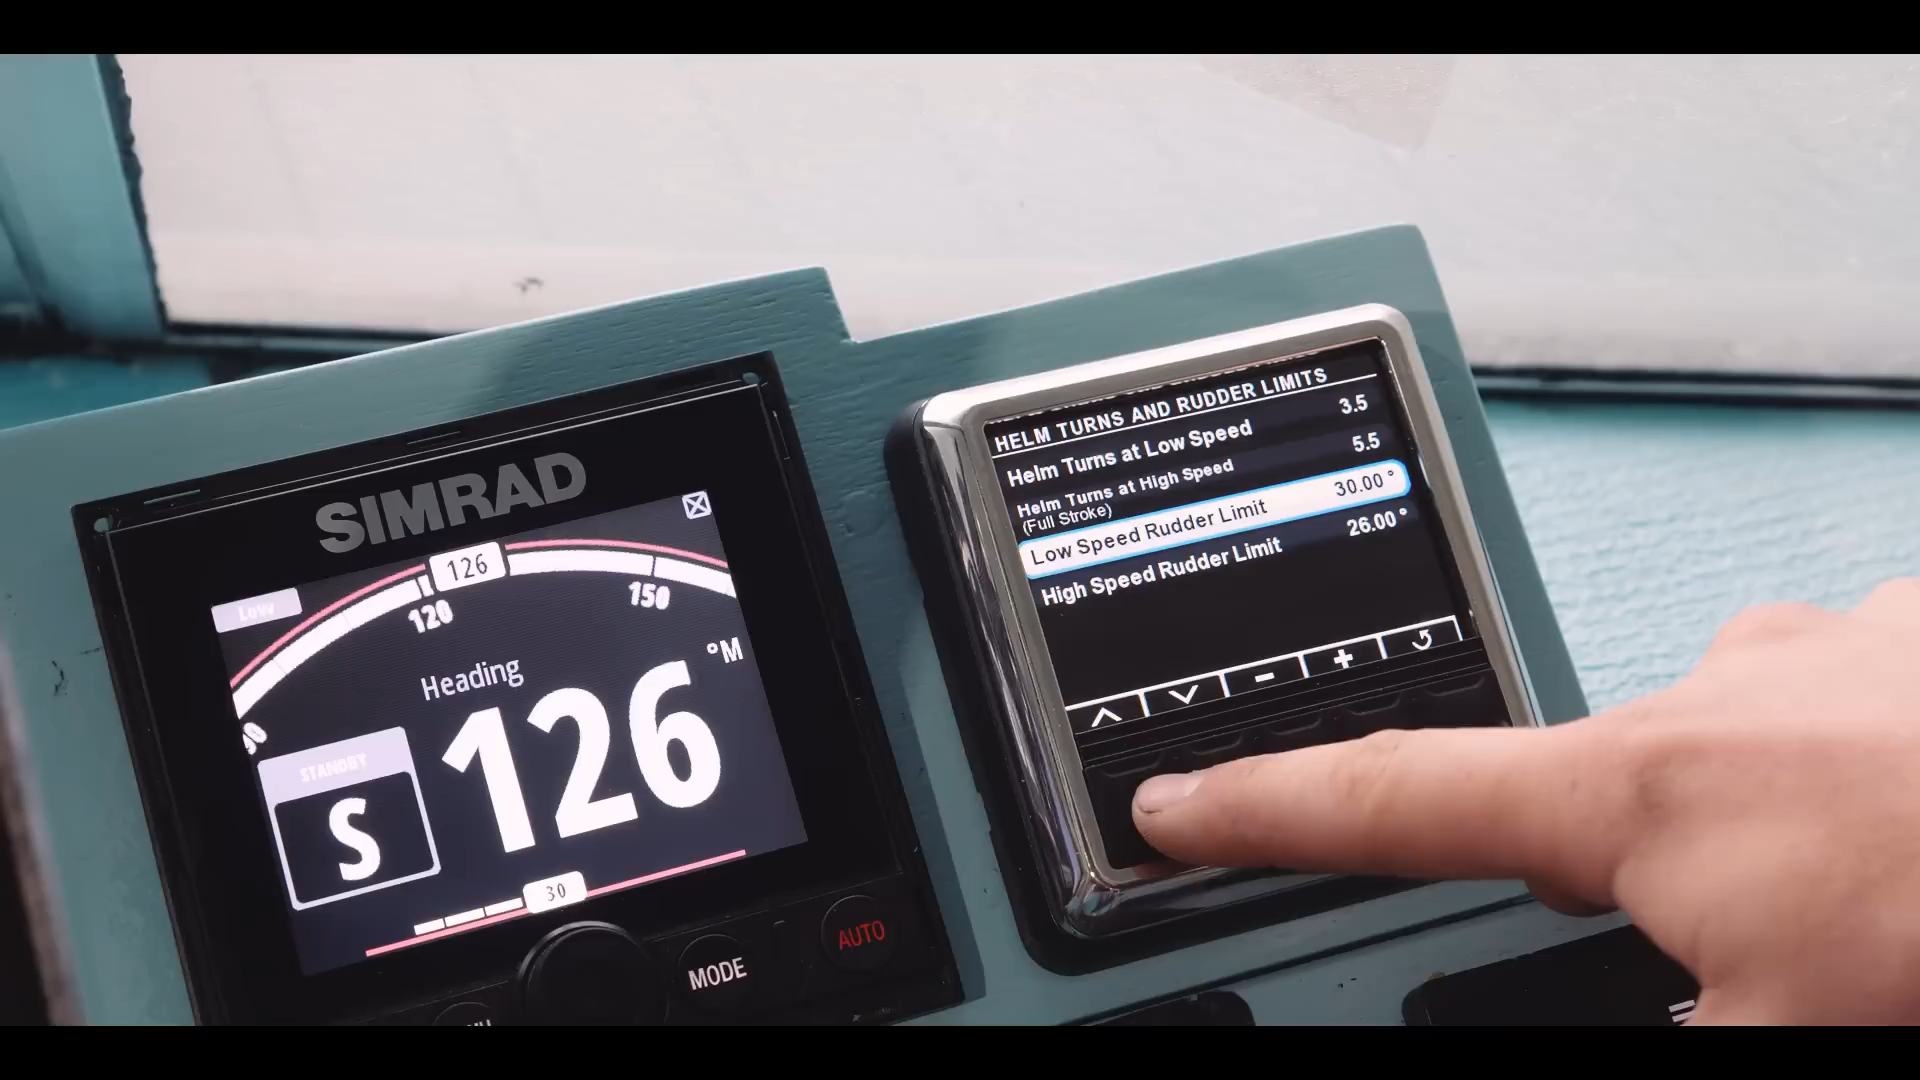 SIMRAD
Low
126
120
150
90
Heading
126 °M
STANDBY
S
30
MODE
AUTO
HELM TURNS AND RUDDER LIMITS
Helm Turns at Low Speed 3.5
Helm Turns at High Speed 5.5
(Full Stroke)
Low Speed Rudder Limit 30.00 °
High Speed Rudder Limit 26.00 °